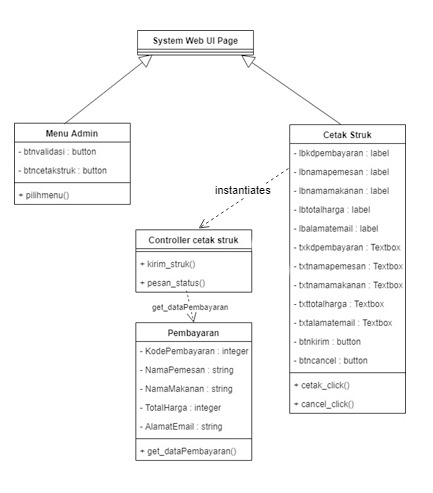 System Web UI Page
Menu Admin
- btnvalidasi : button
- btncetakstruk : button
+ pilihmenu()
Cetak Struk
- lbkdpembayaran : label
- lbnamapemesan : label
- lbnamamakanan : label
- lbtotalharga : label
- lbalamatemail : label
- txkdpembayaran : Textbox
- txtnamapemesan : Textbox
- txtnamamakanan : Textbox
- txttotalharga : Textbox
- txtalamatemail : Textbox
- btnkirim : button
- btncancel : button
+ cetak_click()
+ cancel_click()
instantiates
Controller cetak struk
+ kirim_struk()
+ pesan_status()
get_dataPembayaran
Pembayaran
- KodePembayaran : integer
- NamaPemesan : string
- NamaMakanan : string
- TotalHarga : integer
- AlamatEmail : string
+ get_dataPembayaran()